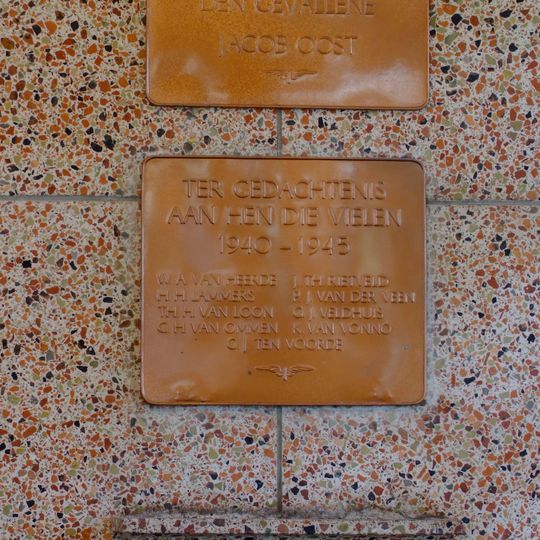 DEN GEVALLENE
JACOB OOST
TER GEDACHTENIS
AAN HEN DIE VIELEN
1940 - 1945
W. A. VAN HEERDE J. TH. RIETVELD
H. H. LAMMERS P. J. VAN DER VEEN
TH. H. VAN LOON G. J. VELDHUIS
G. H. VAN OMMEN K. VAN VONNO
G. J. TEN VOORDE